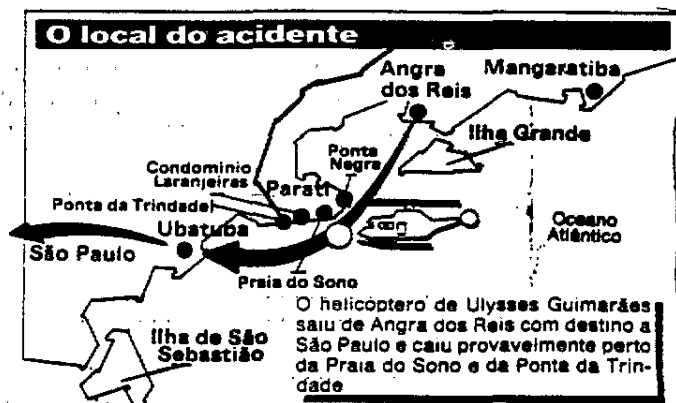 O local do acidente
Angra
dos Reis
Mangaratiba
Ilha Grande
Ponta
Negra
Condomínio
Laranjeiras
Parati
Ponta da Trindade
Ubatuba
São Paulo
Praia do Sono
Oceano
Atlântico
Ilha de São
Sebastião
O helicóptero de Ulysses Guimarães
saiu de Angra dos Reis com destino a
São Paulo e caiu provavelmente perto
da Praia do Sono e da Ponta da Trin-
dade